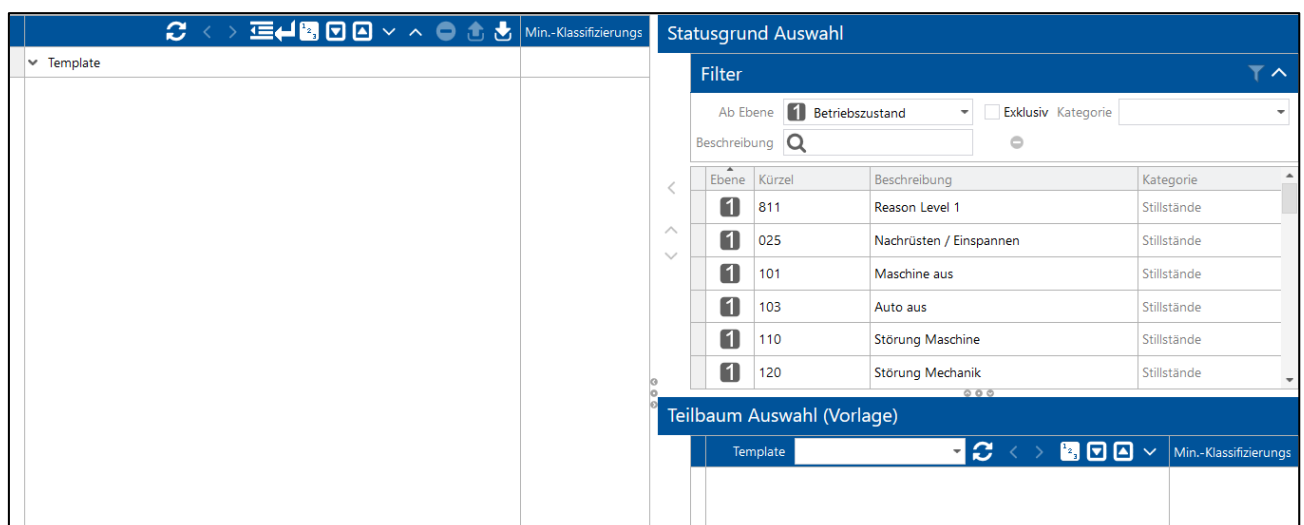 Min.-Klassifizierungs
Template
Statusgrund Auswahl
Filter
Ab Ebene 1 Betriebszustand Exklusiv Kategorie
Beschreibung
Ebene Kürzel Beschreibung Kategorie
1 811 Reason Level 1 Stillstände
1 025 Nachrüsten / Einspannen Stillstände
1 101 Maschine aus Stillstände
1 103 Auto aus Stillstände
1 110 Störung Maschine Stillstände
1 120 Störung Mechanik Stillstände
Teilbaum Auswahl (Vorlage)
Template Min.-Klassifizierungs